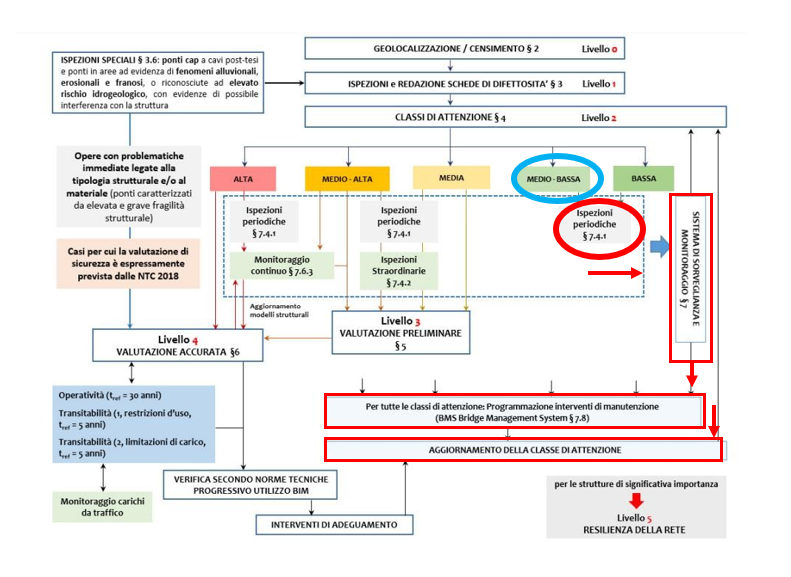 GEOLOCALIZZAZIONE / CENSIMENTO § 2 Livello 0
ISPEZIONI SPECIALI § 3.6: ponti cap a cavi post-tesi
e ponti in aree ad evidenza di fenomeni alluvionali,
erosionali e franosi, o riconosciute ad elevato
rischio idrogeologico, con evidenze di possibile
interferenza con la struttura
ISPEZIONI e REDAZIONE SCHEDE DI DIFETTOSITA' § 3 Livello 1
CLASSI DI ATTENZIONE § 4 Livello 2
Opere con problematiche
immediate legate alla
tipologia strutturale e/o al
materiale (ponti caratterizzati
da elevata e grave fragilità
strutturale)
ALTA
MEDIO - ALTA
MEDIA
MEDIO - BASSA
BASSA
Ispezioni
periodiche
§ 7.4.1
Ispezioni
periodiche
§ 7.4.1
Ispezioni
periodiche
§ 7.4.1
SISTEMA DI SORVEGLIANZA E
MONITORAGGIO § 7
Casi per cui la valutazione di
sicurezza è espressamente
prevista dalle NTC 2018
Monitoraggio
continuo § 7.6.3
Ispezioni
Straordinarie
§ 7.4.2
Aggiornamento
modelli strutturali
Livello 3
VALUTAZIONE PRELIMINARE
§ 5
Livello 4
VALUTAZIONE ACCURATA §6
Operatività (tref = 30 anni)
Transitabilità (1, restrizioni d'uso,
tref = 5 anni)
Transitabilità (2, limitazioni di carico,
tref = 5 anni)
Per tutte le classi di attenzione: Programmazione interventi di manutenzione
(BMS Bridge Management System § 7.8)
AGGIORNAMENTO DELLA CLASSE DI ATTENZIONE
VERIFICA SECONDO NORME TECNICHE
PROGRESSIVO UTILIZZO BIM
Monitoraggio carichi
da traffico
INTERVENTI DI ADEGUAMENTO
per le strutture di significativa importanza
Livello 5
RESILIENZA DELLA RETE